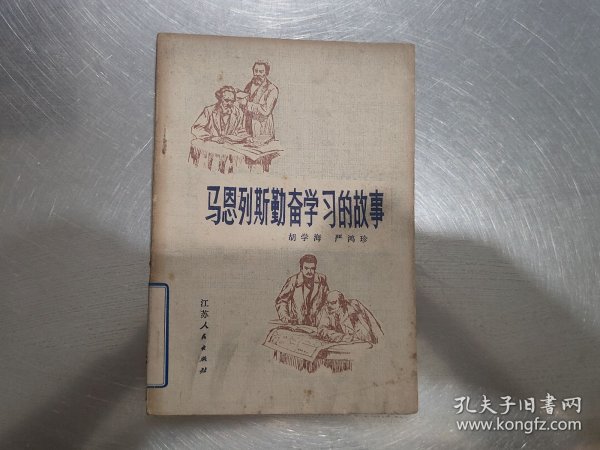 马恩列斯勤奋学习的故事
胡学海 严鸿珍
江苏人民出版社
孔夫子旧书网
www.kongfz.com